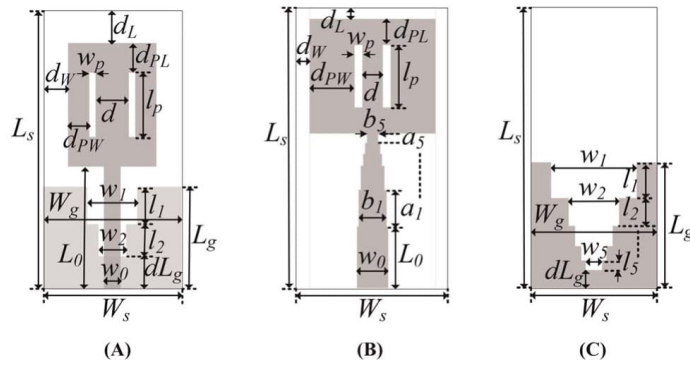 d_L
w_p
d_PL
d_W
d
l_p
d_PW
L_s
w_1
W_g
l_1
w_2
l_2
L_g
L_0
w_0
dL_g
W_s
(A)
d_L
d_W
w_p
d_PL
d_PW
d
l_p
b_5
a_5
L_s
b_1
a_1
w_0
L_0
W_s
(B)
L_s
w_1
l_1
W_g
w_2
l_2
L_g
w_5
l_5
dL_g
W_s
(C)